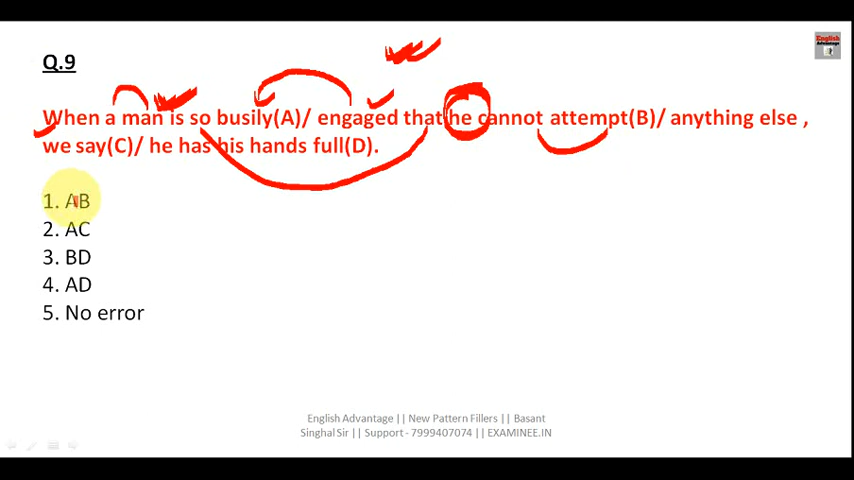 English
Advantage
Q.9
When a man is so busily(A)/ engaged that he cannot attempt(B)/ anything else ,
we say(C)/ he has his hands full(D).
1. AB
2. AC
3. BD
4. AD
5. No error
English Advantage || New Pattern Fillers || Basant
Singhal Sir || Support - 7999407074 || EXAMINEE.IN